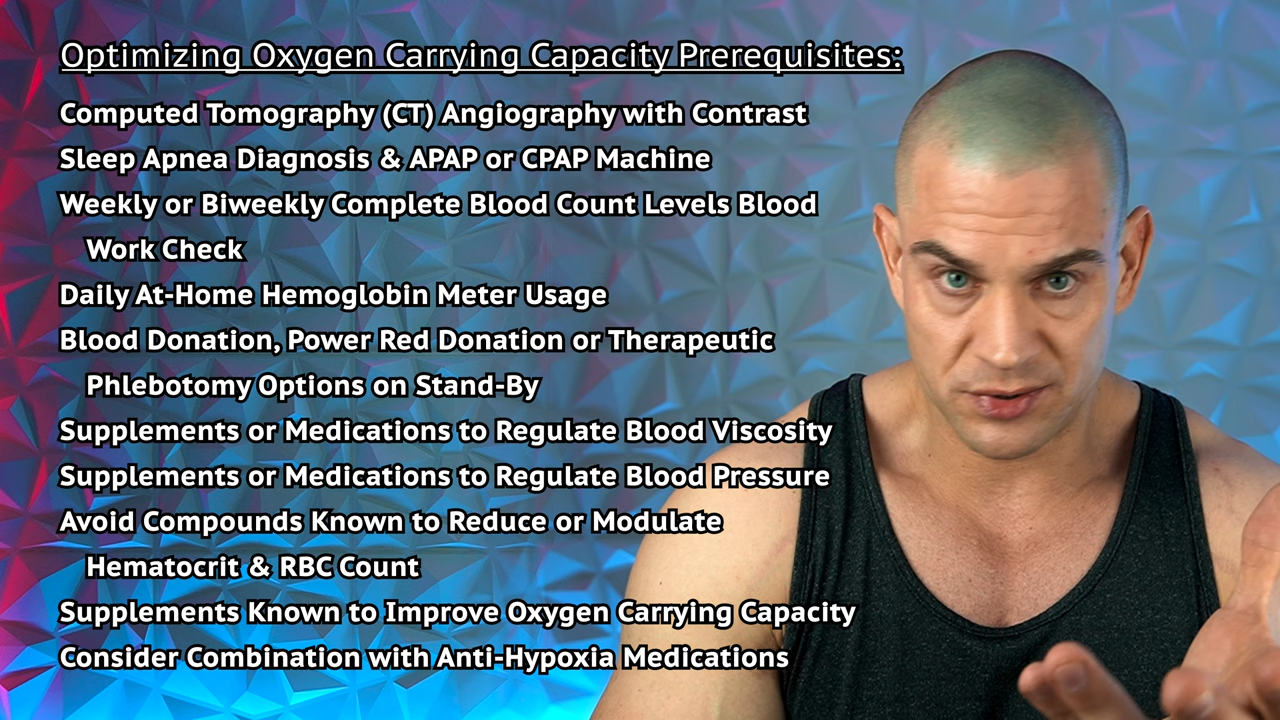 Optimizing Oxygen Carrying Capacity Prerequisites:
Computed Tomography (CT) Angiography with Contrast
Sleep Apnea Diagnosis & APAP or CPAP Machine
Weekly or Biweekly Complete Blood Count Levels Blood
Work Check
Daily At-Home Hemoglobin Meter Usage
Blood Donation, Power Red Donation or Therapeutic
Phlebotomy Options on Stand-By
Supplements or Medications to Regulate Blood Viscosity
Supplements or Medications to Regulate Blood Pressure
Avoid Compounds Known to Reduce or Modulate
Hematocrit & RBC Count
Supplements Known to Improve Oxygen Carrying Capacity
Consider Combination with Anti-Hypoxia Medications